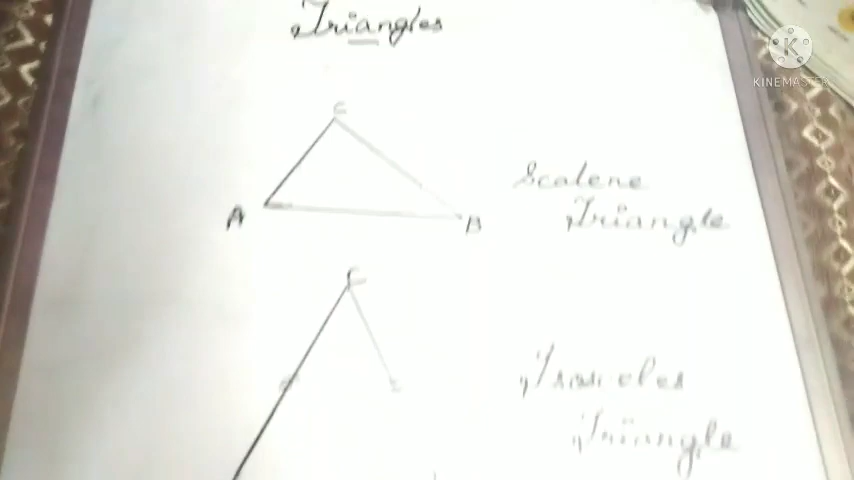 Triangles
C
A
B
Scalene
Triangle
C
Isosceles
Triangle
K
KINEMASTER